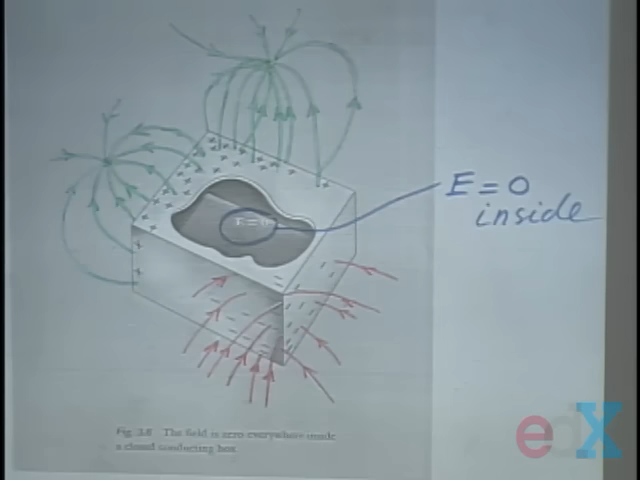 E = 0
E = 0
inside
Fig. 3.6 The field is zero everywhere inside
a closed conducting box.
edX